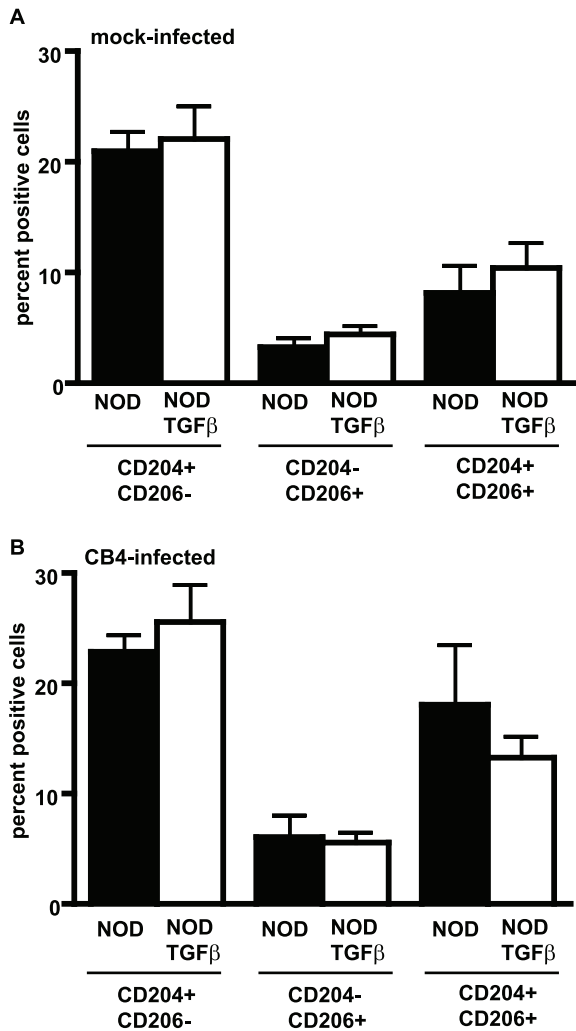 A
mock-infected
percent positive cells
30
20
10
0
NOD NOD NOD NOD NOD NOD
TGFβ TGFβ TGFβ
CD204+ CD204- CD204+
CD206- CD206+ CD206+
B
CB4-infected
percent positive cells
30
20
10
0
NOD NOD NOD NOD NOD NOD
TGFβ TGFβ TGFβ
CD204+ CD204- CD204+
CD206- CD206+ CD206+